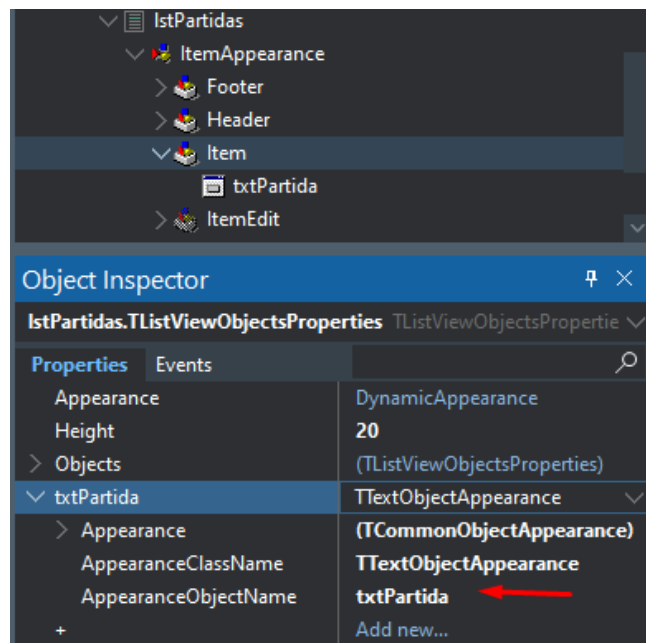 lstPartidas
ItemAppearance
Footer
Header
Item
txtPartida
ItemEdit
Object Inspector
lstPartidas.TListViewObjectsProperties TListViewObjectsPropertie
Properties Events
Appearance DynamicAppearance
Height 20
Objects (TListViewObjectsProperties)
txtPartida TTextObjectAppearance
Appearance (TCommonObjectAppearance)
AppearanceClassName TTextObjectAppearance
AppearanceObjectName txtPartida
+ Add new...